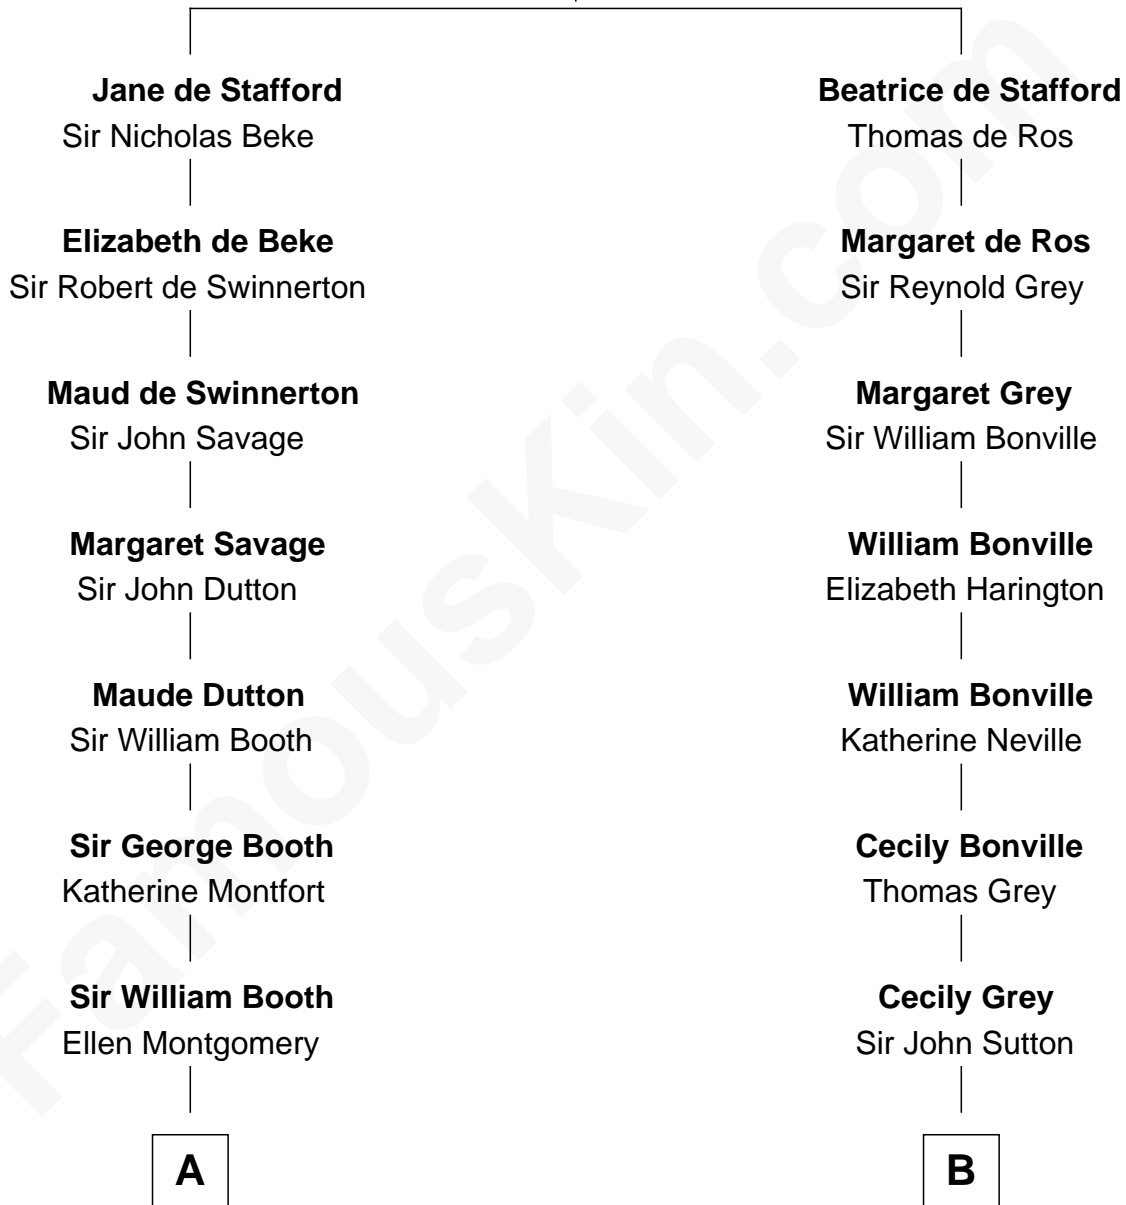 Jane de Stafford
Sir Nicholas Beke
Elizabeth de Beke
Sir Robert de Swinnerton
Maud de Swinnerton
Sir John Savage
Margaret Savage
Sir John Dutton
Maude Dutton
Sir William Booth
Sir George Booth
Katherine Montfort
Sir William Booth
Ellen Montgomery
A
Beatrice de Stafford
Thomas de Ros
Margaret de Ros
Sir Reynold Grey
Margaret Grey
Sir William Bonville
William Bonville
Elizabeth Harington
William Bonville
Katherine Neville
Cecily Bonville
Thomas Grey
Cecily Grey
Sir John Sutton
B
FamousKin.com